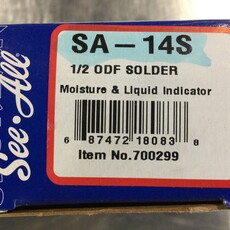 See·All
SA-14S
1/2 ODF SOLDER
Moisture & Liquid Indicator
6 87472 18083 8
Item No.700299